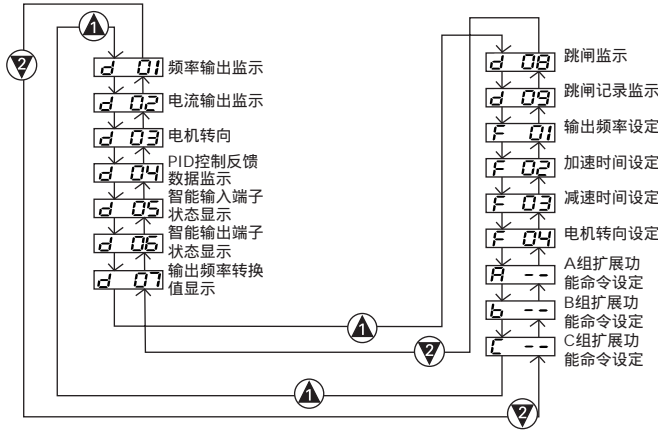 1
2
d 01 频率输出监示
d 02 电流输出监示
d 03 电机转向
d 04 PID控制反馈
数据监示
d 05 智能输入端子
状态显示
d 06 智能输出端子
状态显示
d 07 输出频率转换
值显示
d 08 跳闸监示
d 09 跳闸记录监示
F 01 输出频率设定
F 02 加速时间设定
F 03 减速时间设定
F 04 电机转向设定
A -- A组扩展功
能命令设定
b -- B组扩展功
能命令设定
C -- C组扩展功
能命令设定
1
2
1
2